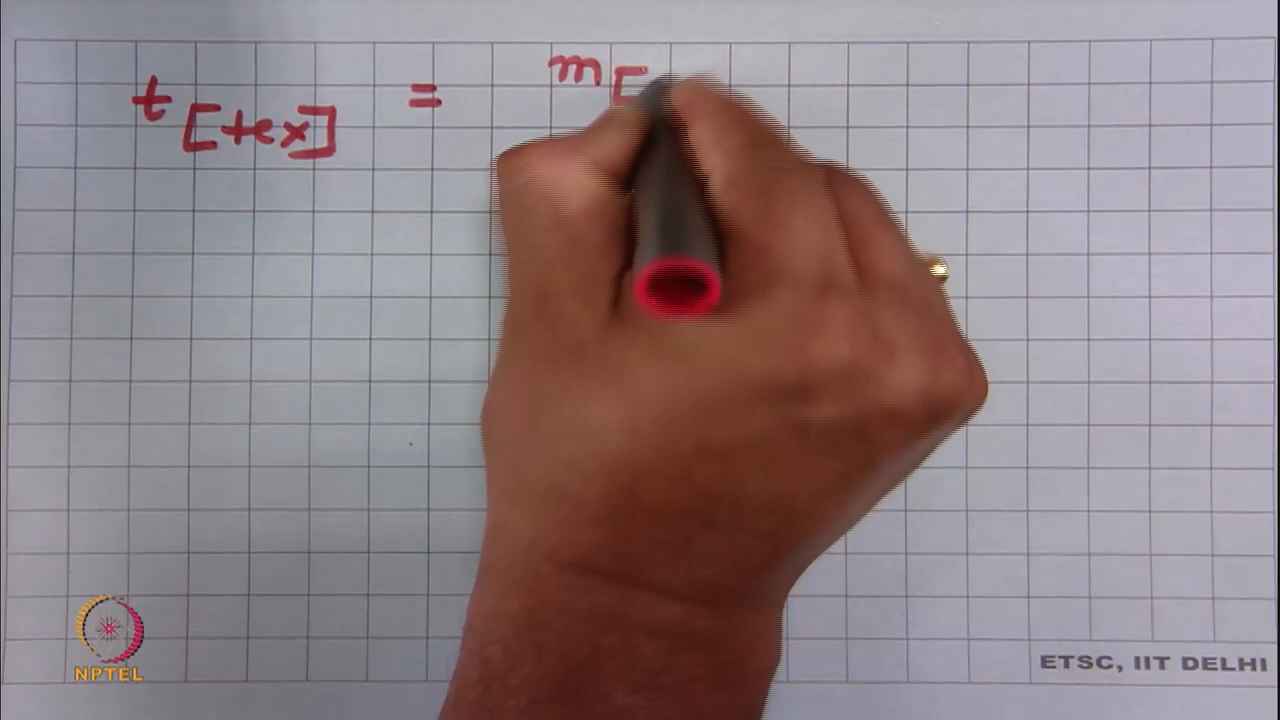 t [tex] = m [
NPTEL
ETSC, IIT DELHI